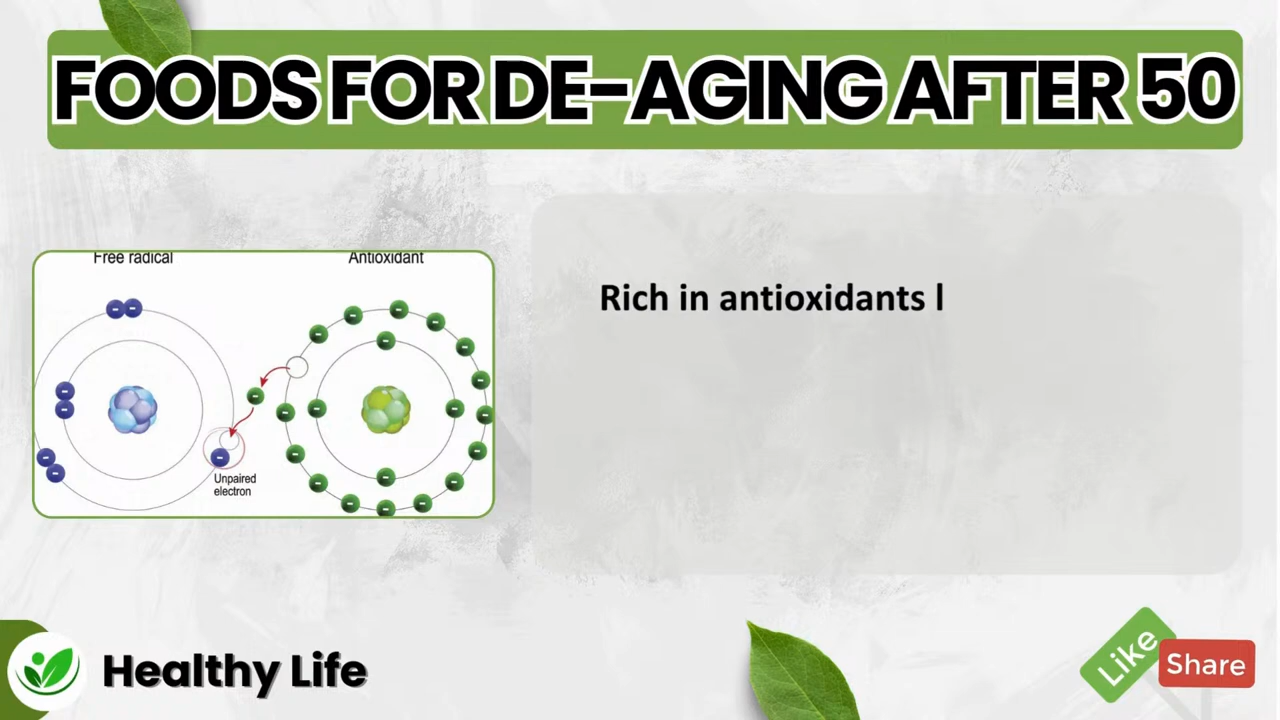 FOODS FOR DE-AGING AFTER 50
Free radical
Antioxidant
Unpaired
electron
Rich in antioxidants l
Healthy Life
Like
Share